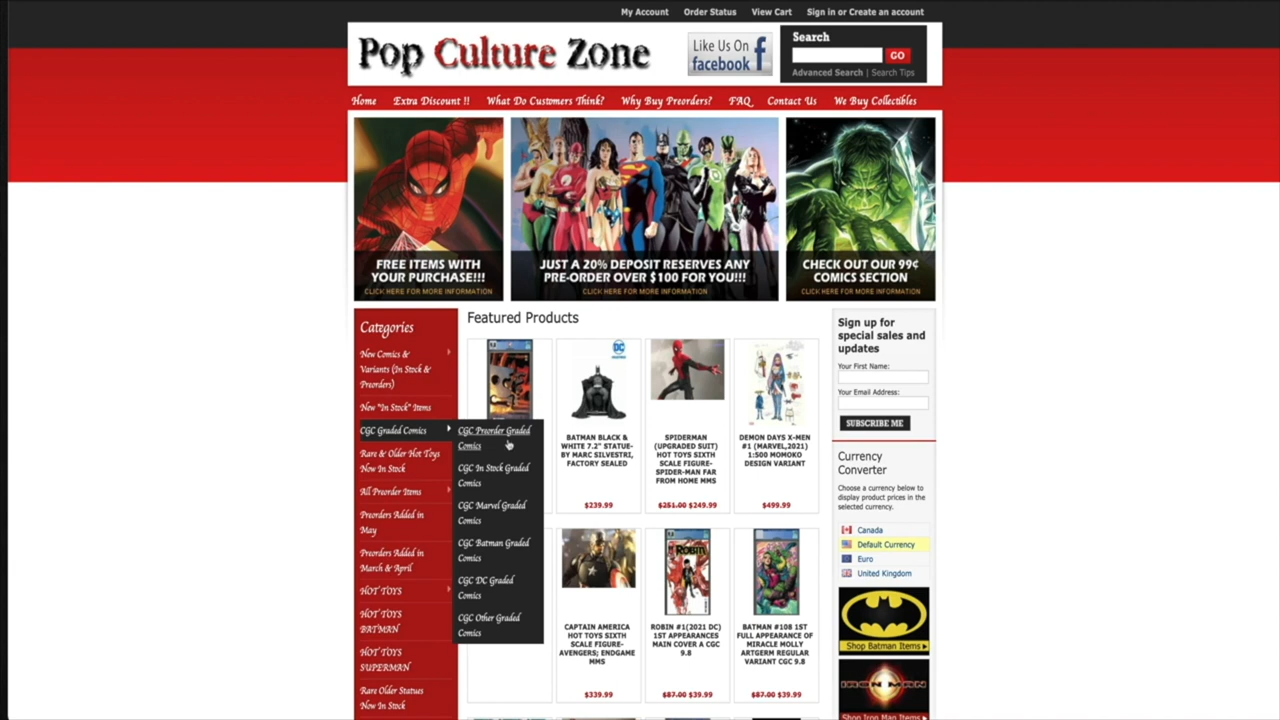 My Account Order Status View Cart Sign in or Create an account
Pop Culture Zone
Like Us On
facebook
Search
GO
Advanced Search | Search Tips
Home Extra Discount !! What Do Customers Think? Why Buy Preorders? FAQ Contact Us We Buy Collectibles
FREE ITEMS WITH
YOUR PURCHASE!!!
CLICK HERE FOR MORE INFORMATION
JUST A 20% DEPOSIT RESERVES ANY
PRE-ORDER OVER $100 FOR YOU!!!
CLICK HERE FOR MORE INFORMATION
CHECK OUT OUR 99¢
COMICS SECTION
CLICK HERE FOR MORE INFORMATION
Categories
New Comics &
Variants (In Stock &
Preorders)
New "In Stock" Items
CGC Graded Comics
Rare & Older Hot Toys
Now In Stock
All Preorder Items
Preorders Added in
May
Preorders Added in
March & April
HOT TOYS
HOT TOYS
BATMAN
HOT TOYS
SUPERMAN
Rare Older Statues
Now In Stock
CGC Preorder Graded
Comics
CGC In Stock Graded
Comics
CGC Marvel Graded
Comics
CGC Batman Graded
Comics
CGC DC Graded
Comics
CGC Other Graded
Comics
Featured Products
DC
BATMAN BLACK &
WHITE 7.2" STATUE-
BY MARC SILVESTRI,
FACTORY SEALED
$239.99
SPIDERMAN
(UPGRADED SUIT)
HOT TOYS SIXTH
SCALE FIGURE-
SPIDER-MAN FAR
FROM HOME MMS
$251.00 $249.99
DEMON DAYS X-MEN
#1 (MARVEL,2021)
1:500 MOMOKO
DESIGN VARIANT
$499.99
CAPTAIN AMERICA
HOT TOYS SIXTH
SCALE FIGURE-
AVENGERS; ENDGAME
MMS
$339.99
ROBIN
ROBIN #1(2021 DC)
1ST APPEARANCES
MAIN COVER A CGC
9.8
$87.00 $39.99
BATMAN #108 1ST
FULL APPEARANCE OF
MIRACLE MOLLY
ARTGERM REGULAR
VARIANT CGC 9.8
$87.00 $39.99
Sign up for
special sales and
updates
Your First Name:
Your Email Address:
SUBSCRIBE ME
Currency
Converter
Choose a currency below to
display product prices in the
selected currency.
Canada
Default Currency
Euro
United Kingdom
Shop Batman Items
IRON MAN
Shop Iron Man Items